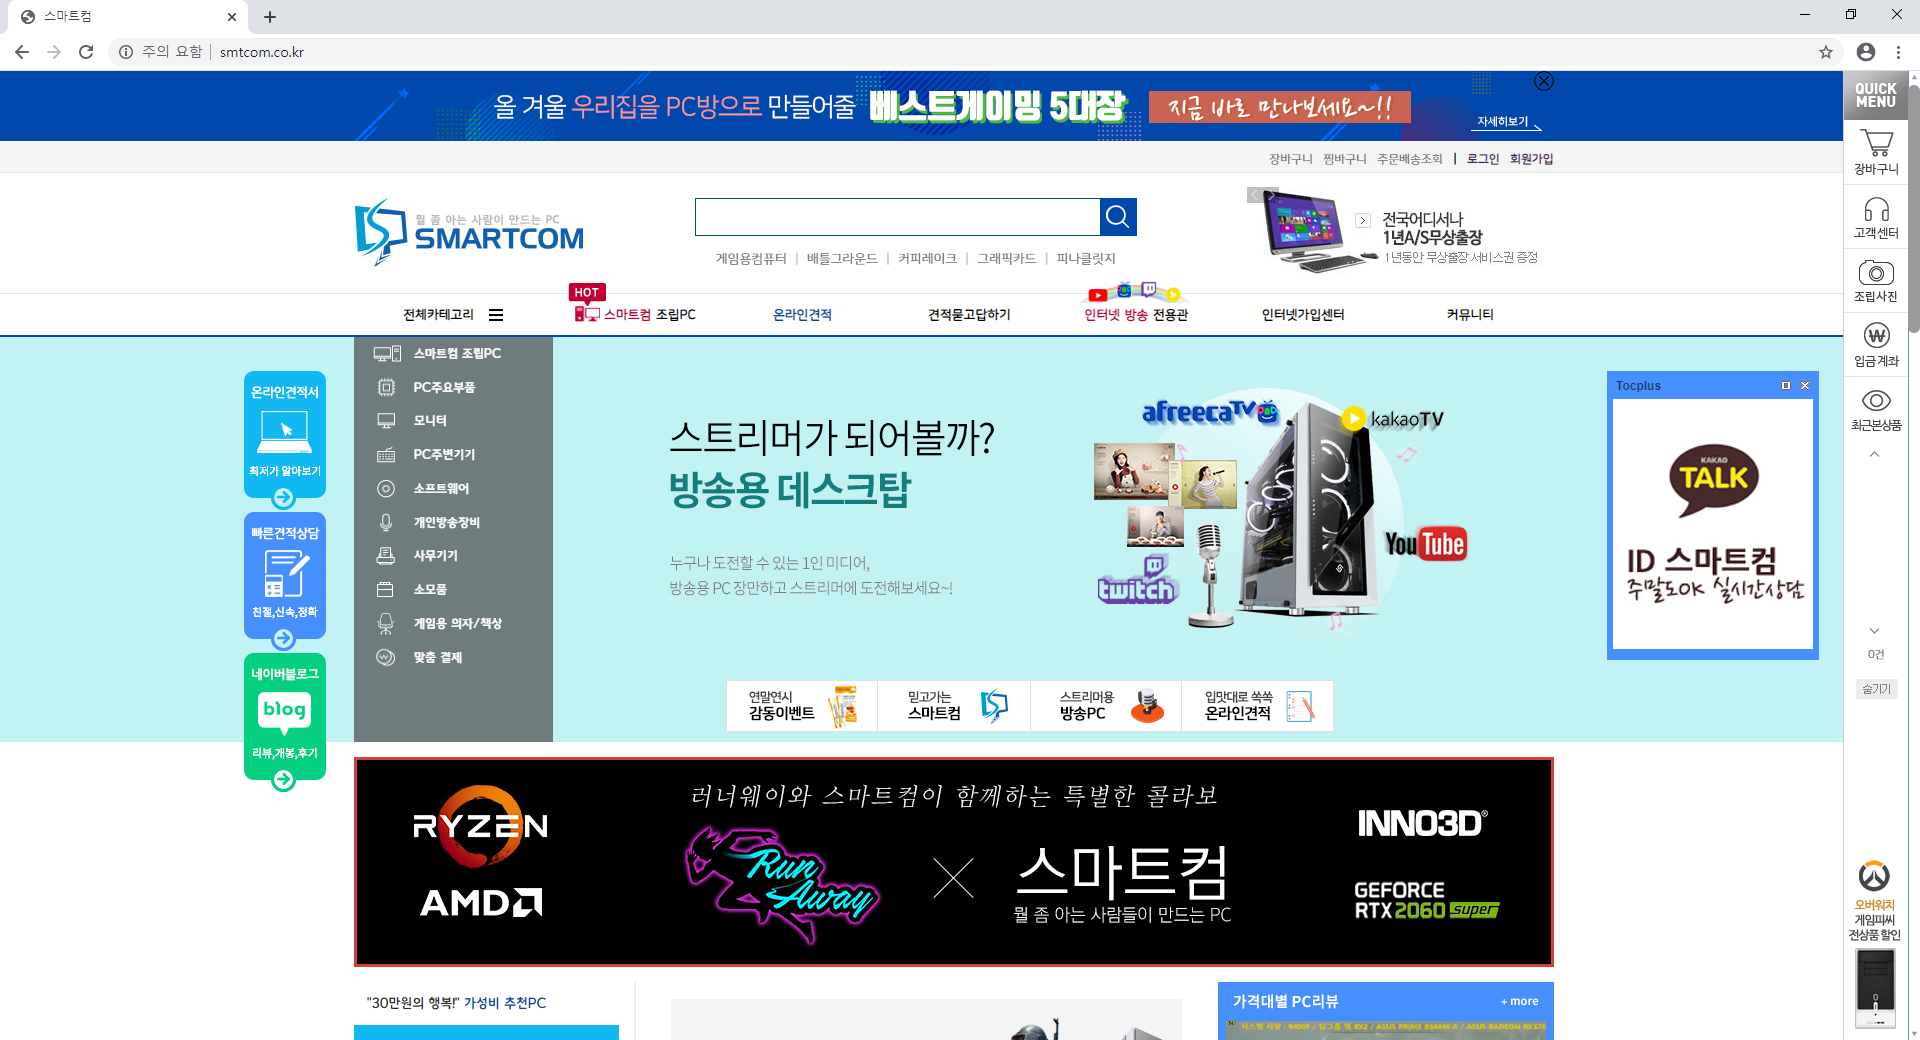 스마트컴
주의 요함
smtcom.co.kr
올 겨울 우리집을 PC방으로 만들어줄 베스트게이밍 5대장 지금 바로 만나보세요~!!
자세히보기
장바구니 찜바구니 주문배송조회 | 로그인 회원가입
뭘 좀 아는 사람이 만드는 PC
SMARTCOM
게임용컴퓨터 | 배틀그라운드 | 커피레이크 | 그래픽카드 | 피나클릿지
전국어디서나
1년A/S무상출장
1년동안 무상출장 서비스권 증정
HOT
전체카테고리
스마트컴 조립PC
온라인견적
견적묻고답하기
인터넷 방송 전용관
인터넷가입센터
커뮤니티
온라인견적서
최저가 알아보기
빠른견적상담
친절,신속,정확
네이버블로그
blog
리뷰,개봉,후기
스마트컴 조립PC
PC주요부품
모니터
PC주변기기
소프트웨어
개인방송장비
사무기기
소모품
게임용 의자/책상
맞춤 결제
스트리머가 되어볼까?
방송용 데스크탑
누구나 도전할 수 있는 1인 미디어,
방송용 PC 장만하고 스트리머에 도전해보세요~!
afreecaTV
kakaoTV
YouTube
twitch
연말연시
감동이벤트
믿고가는
스마트컴
스트리머용
방송PC
입맛대로 쏙쏙
온라인견적
Tocplus
KAKAO
TALK
ID 스마트컴
주말도OK 실시간상담
QUICK
MENU
장바구니
고객센터
조립사진
입금계좌
최근본상품
0건
숨기기
오버워치
게임피씨
전상품 할인
러너웨이와 스마트컴이 함께하는 특별한 콜라보
RYZEN
AMD
Run
Away
스마트컴
뭘 좀 아는 사람들이 만드는 PC
INNO3D®
GEFORCE
RTX 2060 SUPER
"30만원의 행복!" 가성비 추천PC
가격대별 PC리뷰
+ more
시스템 사양 : 9400F / 팀그룹 램 8X2 / ASUS PRIME B365M-A / ASUS RADEON RX570